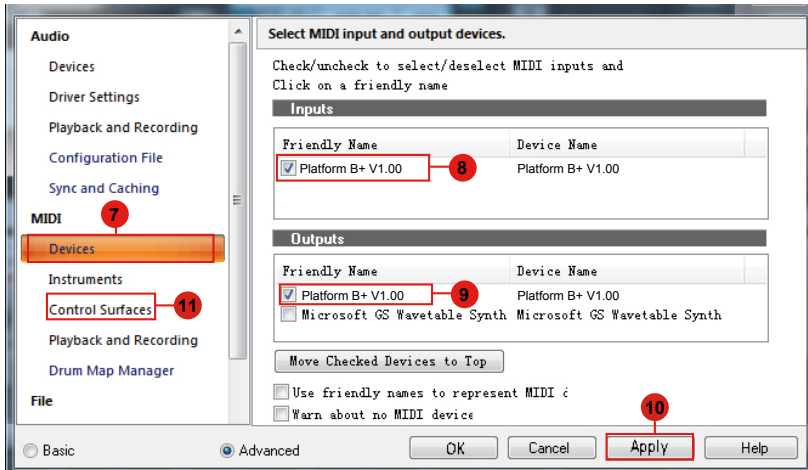 Audio
Devices
Driver Settings
Playback and Recording
Configuration File
Sync and Caching
MIDI
7
Devices
Instruments
Control Surfaces
11
Playback and Recording
Drum Map Manager
File
Select MIDI input and output devices.
Check/uncheck to select/deselect MIDI inputs and
Click on a friendly name
Inputs
Friendly Name Device Name
Platform B+ V1.00 8 Platform B+ V1.00
Outputs
Friendly Name Device Name
Platform B+ V1.00 9 Platform B+ V1.00
Microsoft GS Wavetable Synth Microsoft GS Wavetable Synth
Move Checked Devices to Top
Use friendly names to represent MIDI
Warn about no MIDI device
10
Basic Advanced OK Cancel Apply Help